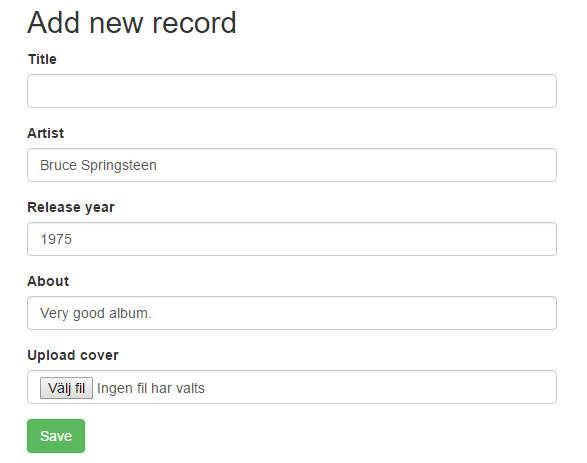 Add new record
Title
Artist
Bruce Springsteen
Release year
1975
About
Very good album.
Upload cover
Välj fil Ingen fil har valts
Save